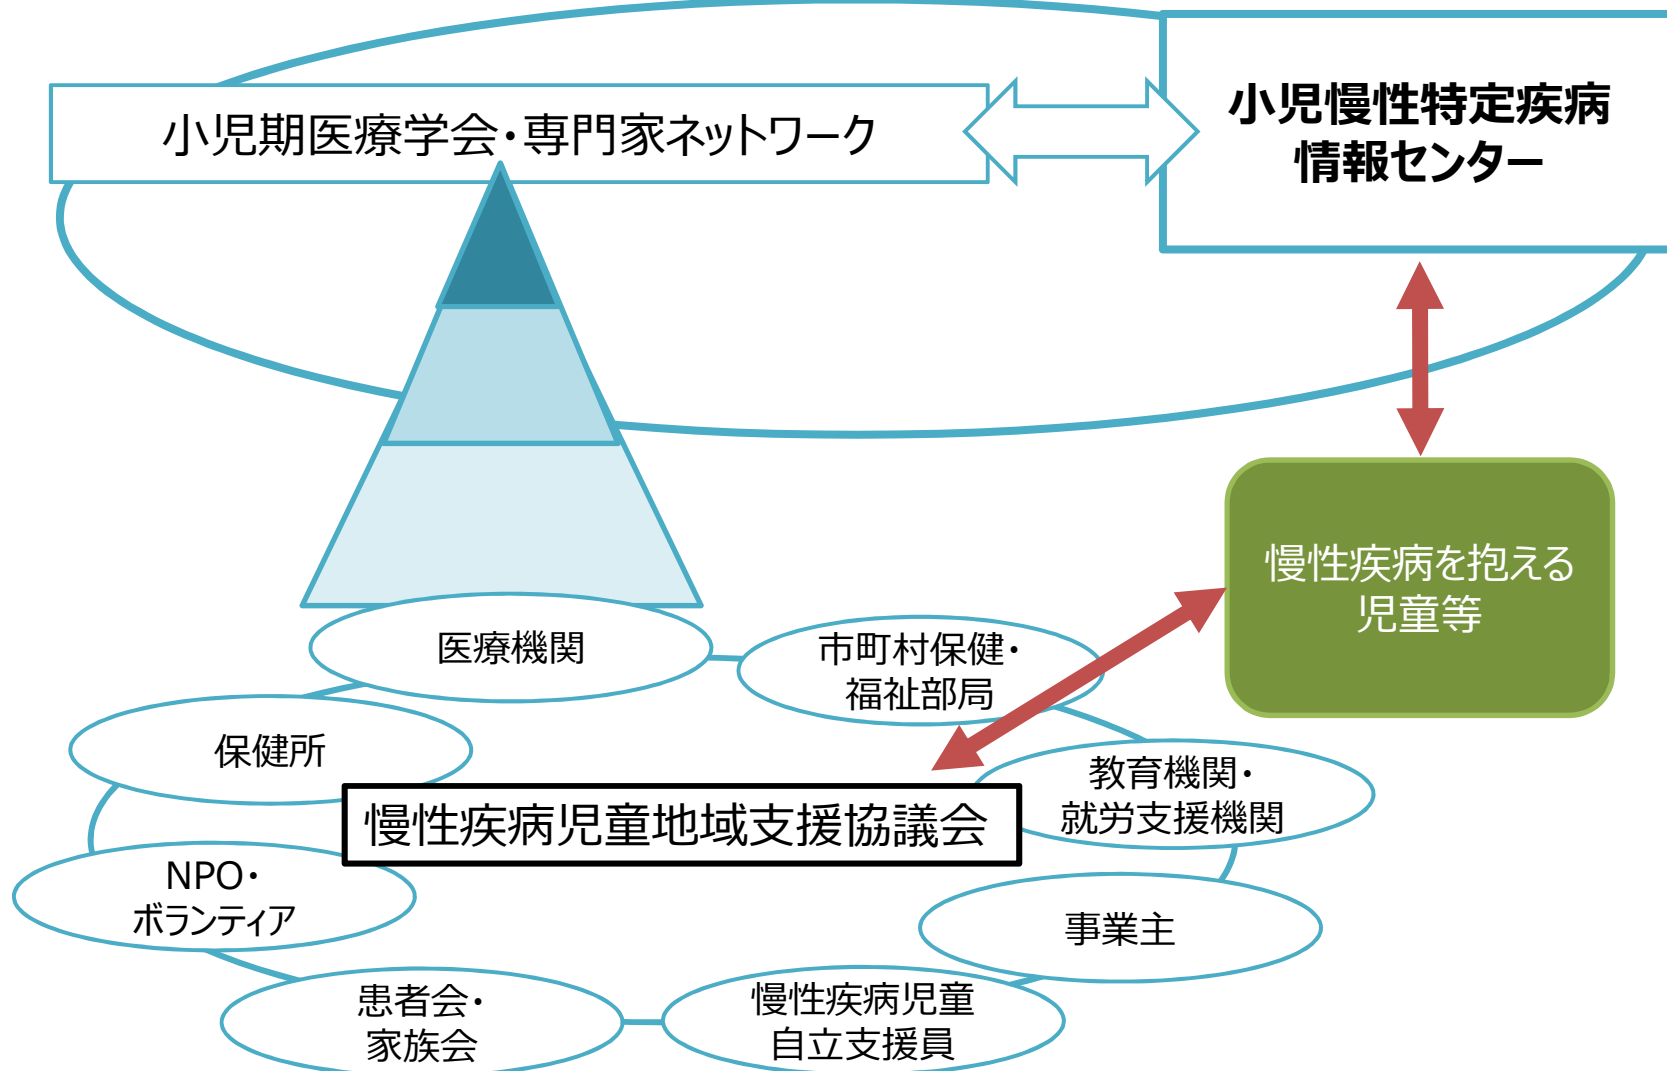 小児期医療学会・専門家ネットワーク
小児慢性特定疾病
情報センター
慢性疾病を抱える
児童等
医療機関
市町村保健・
福祉部局
保健所
教育機関・
就労支援機関
慢性疾病児童地域支援協議会
NPO・
ボランティア
事業主
患者会・
家族会
慢性疾病児童
自立支援員